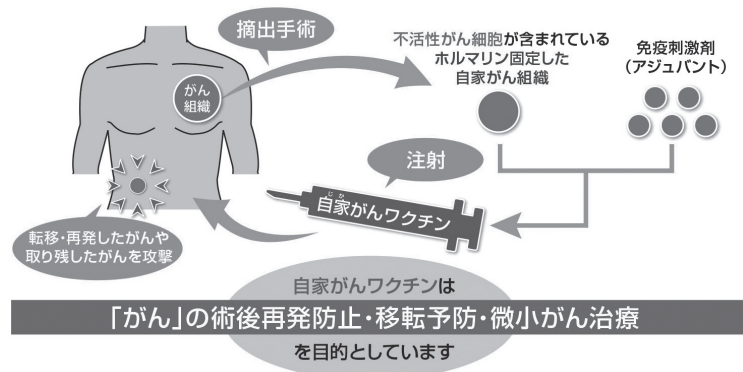 摘出手術
不活性がん細胞が含まれている
ホルマリン固定した
自家がん組織
免疫刺激剤
（アジュバント）
がん
組織
注射
じか
自家がんワクチン
転移・再発したがんや
取り残したがんを攻撃
自家がんワクチンは
「がん」の術後再発防止・移転予防・微小がん治療
を目的としています